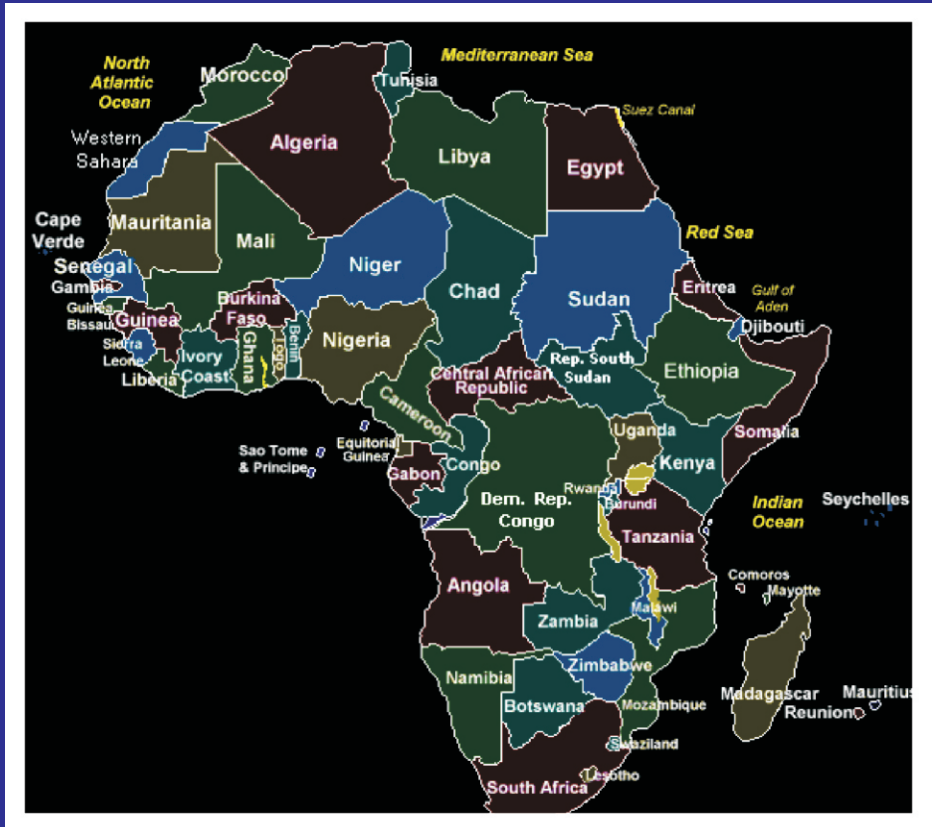 North
Atlantic
Ocean
Mediterranean Sea
Morocco
Tunisia
Suez Canal
Western
Sahara
Algeria
Libya
Egypt
Cape
Verde
Mauritania
Mali
Niger
Chad
Sudan
Red Sea
Senegal
Gambia
Guinea
Bissau
Guinea
Burkina
Faso
Eritrea
Gulf of
Aden
Djibouti
Sierra
Leone
Liberia
Ivory
Coast
Ghana
Togo
Benin
Nigeria
Rep. South
Sudan
Ethiopia
Central African
Republic
Cameroon
Somalia
Uganda
Kenya
Sao Tome
& Principe
Equitorial
Guinea
Gabon
Congo
Rwanda
Burundi
Dem. Rep.
Congo
Tanzania
Indian
Ocean
Seychelles
Angola
Comoros
Mayotte
Malawi
Zambia
Zimbabwe
Namibia
Botswana
Mozambique
Madagascar
Mauritius
Reunion
Swaziland
Lesotho
South Africa